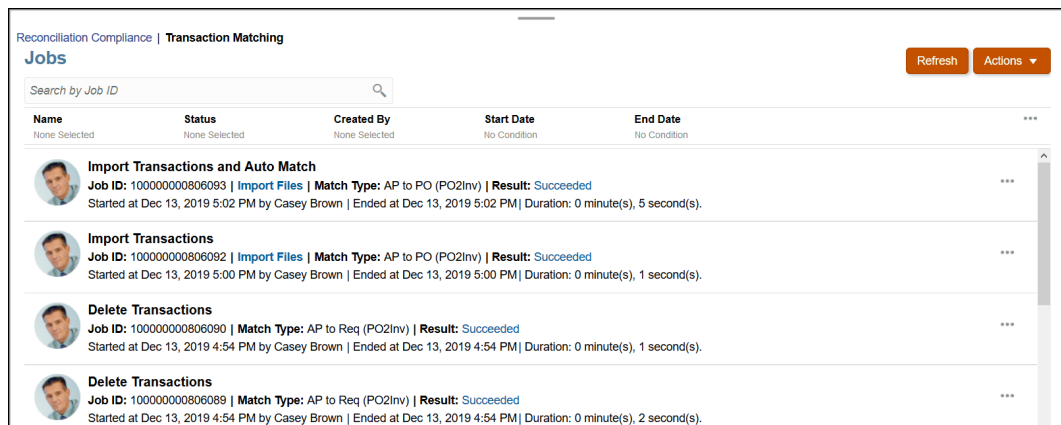 Reconciliation Compliance | Transaction Matching
Jobs
Refresh
Actions
Search by Job ID
Name Status Created By Start Date End Date
None Selected None Selected None Selected No Condition No Condition
Import Transactions and Auto Match
Job ID: 100000000806093 | Import Files | Match Type: AP to PO (PO2Inv) | Result: Succeeded
Started at Dec 13, 2019 5:02 PM by Casey Brown | Ended at Dec 13, 2019 5:02 PM| Duration: 0 minute(s), 5 second(s).
Import Transactions
Job ID: 100000000806092 | Import Files | Match Type: AP to PO (PO2Inv) | Result: Succeeded
Started at Dec 13, 2019 5:00 PM by Casey Brown | Ended at Dec 13, 2019 5:00 PM| Duration: 0 minute(s), 1 second(s).
Delete Transactions
Job ID: 100000000806090 | Match Type: AP to Req (PO2Inv) | Result: Succeeded
Started at Dec 13, 2019 4:54 PM by Casey Brown | Ended at Dec 13, 2019 4:54 PM| Duration: 0 minute(s), 1 second(s).
Delete Transactions
Job ID: 100000000806089 | Match Type: AP to Req (PO2Inv) | Result: Succeeded
Started at Dec 13, 2019 4:54 PM by Casey Brown | Ended at Dec 13, 2019 4:54 PM| Duration: 0 minute(s), 2 second(s).